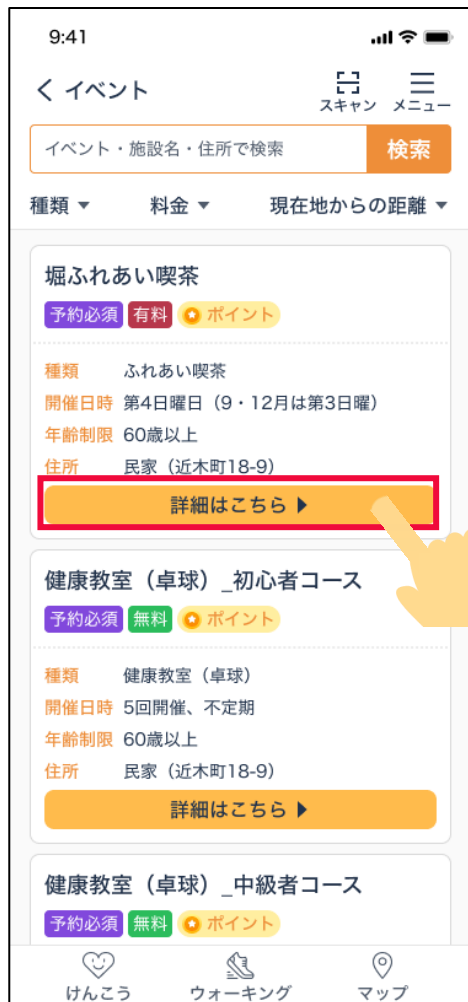 9:41
イベント
スキャン メニュー
イベント・施設名・住所で検索 検索
種類 ▼ 料金 ▼ 現在地からの距離 ▼
堀ふれあい喫茶
予約必須 有料 ポイント
種類 ふれあい喫茶
開催日時 第4日曜日（9・12月は第3日曜）
年齢制限 60歳以上
住所 民家（近木町18-9）
詳細はこちら ▶
健康教室（卓球）_初心者コース
予約必須 無料 ポイント
種類 健康教室（卓球）
開催日時 5回開催、不定期
年齢制限 60歳以上
住所 民家（近木町18-9）
詳細はこちら ▶
健康教室（卓球）_中級者コース
予約必須 無料 ポイント
けんこう ウォーキング マップ